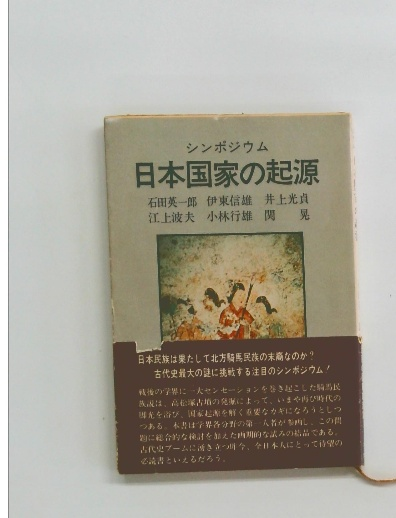 シンポジウム
日本国家の起源
石田英一郎 伊東信雄 井上光貞
江上波夫 小林行雄 関 晃
日本民族は果たして北方騎馬民族の末裔なのか?
古代史最大の謎に挑戦する注目のシンポジウム!
戦後の学界に一大センセーションを巻き起こした騎馬民
族説は、高松塚古墳の発掘によって、いまや再び時代の
脚光を浴び、国家起源を解く重要なカギになろうとしつ
つある。本書は学界各分野の第一人者が参画し、この問
題に総合的な検討を加えた画期的な試みの結晶である。
古代史ブームに湧き立つ昨今、全日本人にとって待望の
必読書といえるだろう。